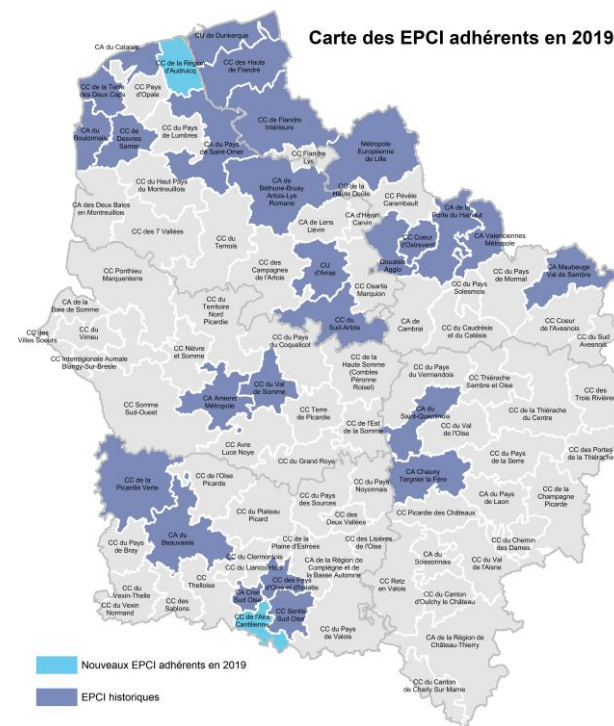 Carte des EPCI adhérents en 2019
CU de Dunkerque
CA du Calaisis
CC de la Région
d'Audruicq
CC des Hauts
de Flandre
CC de la Terre
des Deux Caps
CC Pays
d'Opale
CC de Flandre
Intérieure
CA du
Boulonnais
CC de
Desvres
Samer
CC du Pays
de Lumbres
CA du Pays
de Saint-Omer
Métropole
Européenne
de Lille
CC Flandre
Lys
CC du Haut Pays
du Montreuillois
CA de
Béthune-Bruay
Artois-Lys
Romane
CC de la
Haute Deûle
CC Pévèle
Carembault
CA des Deux Baies
en Montreuillois
CC des 7 Vallées
CC du
Ternois
CA de Lens
Liévin
CA d'Hénin
Carvin
CA de la
Porte du Hainaut
CC Coeur
d'Ostrevent
CA Valenciennes
Métropole
Douaisis
Agglo
CC des
Campagnes
de l'Artois
CU
d'Arras
CC Osartis
Marquion
CC du Pays
Solesmois
CC du Pays
de Mormal
CA Maubeuge
Val de Sambre
CC Ponthieu
Marquenterre
CC du
Sud-Artois
CA de
Cambrai
CC du Caudrésis
et du Catésis
CC Coeur
de l'Avesnois
CC du Sud
Avesnois
CA de la
Baie de Somme
CC des
Villes Soeurs
CC du
Vimeu
CC du
Territoire
Nord
Picardie
CC du Pays
du Coquelicot
CC Interrégionale Aumale
Blangy-Sur-Bresle
CC Nièvre
et Somme
CC de la
Haute Somme
(Combles
Péronne
Roisel)
CC du Pays
du Vermandois
CC Thiérache
Sambre et Oise
CC des
Trois Rivières
CC Somme
Sud-Ouest
CA Amiens
Métropole
CC du Val
de Somme
CC Terre
de Picardie
CC de l'Est
de la Somme
CA du
Saint-Quentinois
CC du Val
de l'Oise
CC de la Thiérache
du Centre
CC Avre
Luce Noye
CC du Grand Roye
CC du Pays
de la Serre
CC des Portes
de la Thiérache
CC de la
Picardie Verte
CC de l'Oise
Picarde
CC du Plateau
Picard
CC du Pays
des Sources
CC du Pays
Noyonnais
CA Chauny
Tergnier la Fère
CA du Pays
de Laon
CC de la
Champagne
Picarde
CA du
Beauvaisis
CC des
Deux Vallées
CC Picardie des Châteaux
CC du Pays
de Bray
CC du Clermontois
CC du Liancourtois
CC de la
Plaine d'Estrées
CC des Lisières
de l'Oise
CC du Chemin
des Dames
CA du
Soissonnais
CC du Val
de l'Aisne
CC du
Vexin-Thelle
CC du Vexin
Normand
CC des
Sablons
CC
Thelloise
CA Creil
Sud Oise
CC des Pays
d'Oise et d'Halatte
CA de la Région de
Compiègne et de
la Basse Automne
CC Retz
en Valois
CC du Canton
d'Oulchy le Château
CC de l'Aire
Cantilienne
CC Senlis
Sud Oise
CC du Pays
de Valois
CA de la Région de
Château-Thierry
CC du Canton
de Charly Sur Marne
Nouveaux EPCI adhérents en 2019
EPCI historiques